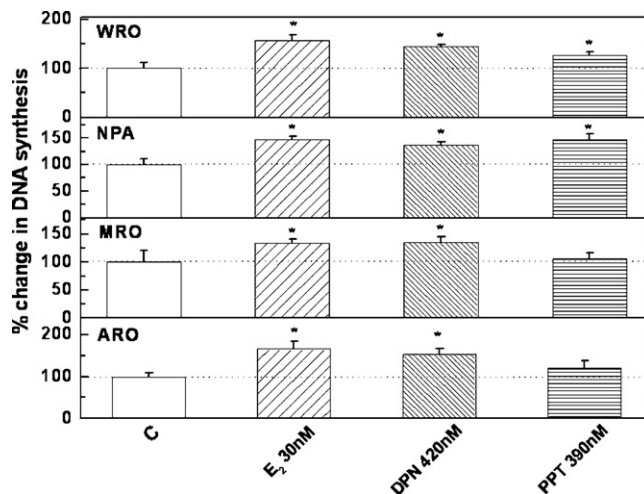 % change in DNA synthesis
200
WRO
*
*
*
100
0
150
NPA
*
*
*
100
50
0
150
MRO
*
*
100
50
0
200
ARO
*
*
100
0
C
E₂ 30nM
DPN 420nM
PPT 390nM